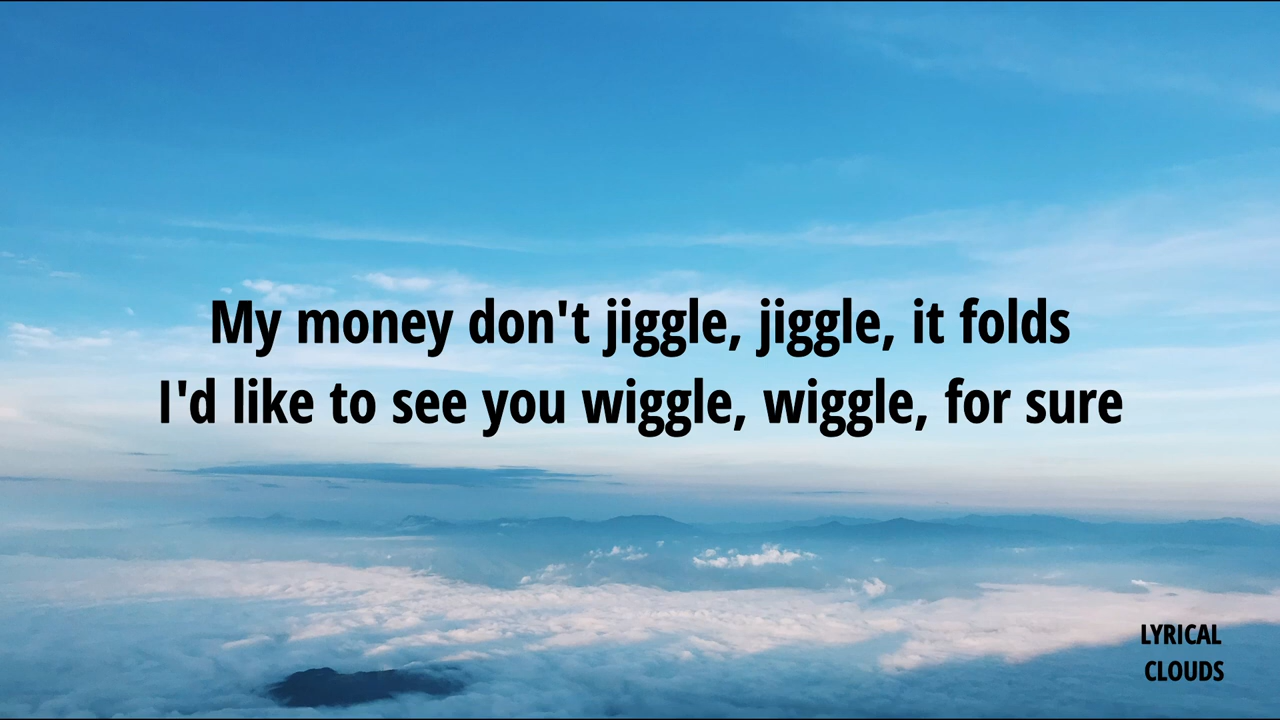 My money don't jiggle, jiggle, it folds
I'd like to see you wiggle, wiggle, for sure
LYRICAL
CLOUDS